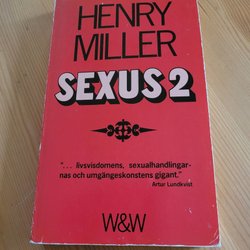 HENRY
MILLER
SEXUS 2
"... livsvisdomens, sexualhandlingar-
nas och umgängeskonstens gigant."
Artur Lundkvist
W&W